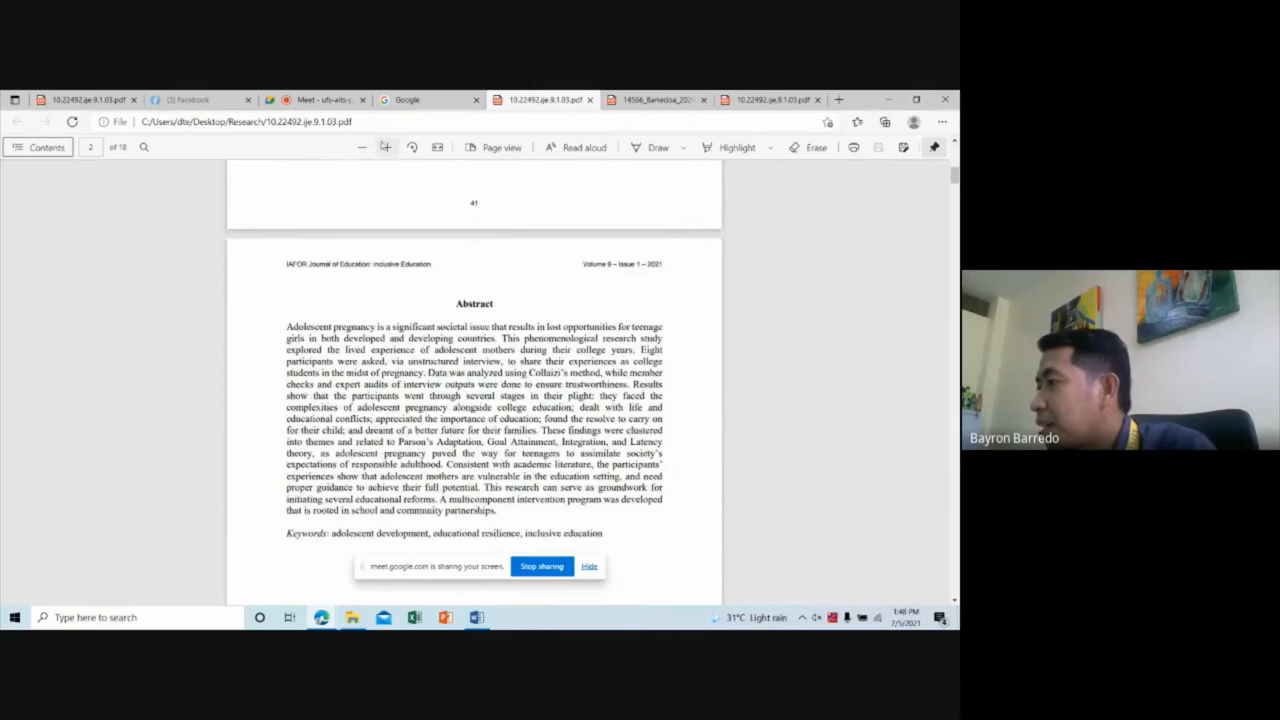 10.22492.ije.9.1.03.pdf
(3) Facebook
Meet - ufs-aits-
Google
10.22492.ije.9.1.03.pdf
14566_Barredoa_202
10.22492.ije.9.1.03.pdf
File
C:/Users/dte/Desktop/Research/10.22492.ije.9.1.03.pdf
Contents
2
of 18
Page view
Read aloud
Draw
Highlight
Erase
41
IAFOR Journal of Education: Inclusive Education
Volume 9 – Issue 1 – 2021
Abstract
Adolescent pregnancy is a significant societal issue that results in lost opportunities for teenage
girls in both developed and developing countries. This phenomenological research study
explored the lived experience of adolescent mothers during their college years. Eight
participants were asked, via unstructured interview, to share their experiences as college
students in the midst of pregnancy. Data was analyzed using Collaizi's method, while member
checks and expert audits of interview outputs were done to ensure trustworthiness. Results
show that the participants went through several stages in their plight: they faced the
complexities of adolescent pregnancy alongside college education; dealt with life and
educational conflicts; appreciated the importance of education; found the resolve to carry on
for their child; and dreamt of a better future for their families. These findings were clustered
into themes and related to Parson's Adaptation, Goal Attainment, Integration, and Latency
theory, as adolescent pregnancy paved the way for teenagers to assimilate society's
expectations of responsible adulthood. Consistent with academic literature, the participants'
experiences show that adolescent mothers are vulnerable in the education setting, and need
proper guidance to achieve their full potential. This research can serve as groundwork for
initiating several educational reforms. A multicomponent intervention program was developed
that is rooted in school and community partnerships.
Keywords: adolescent development, educational resilience, inclusive education
meet.google.com is sharing your screen.
Stop sharing
Hide
Bayron Barredo
Type here to search
31°C Light rain
1:48 PM
7/5/2021
4